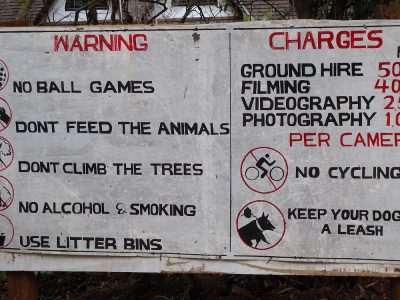 WARNING
NO BALL GAMES
DONT FEED THE ANIMALS
DONT CLIMB THE TREES
NO ALCOHOL & SMOKING
USE LITTER BINS
CHARGES
GROUND HIRE
FILMING
VIDEOGRAPHY
PHOTOGRAPHY
PER
NO CYCLING
KEEP YOUR DOG
A LEASH